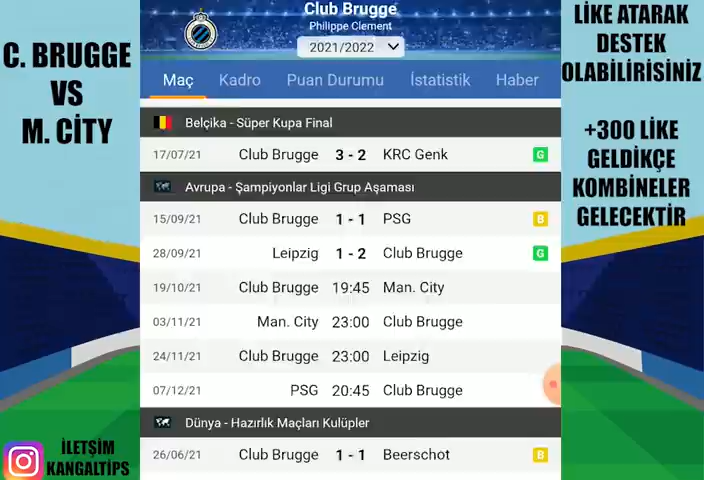 C. BRUGGE
VS
M. CİTY
Club Brugge
Philippe Clement
2021/2022
Maç Kadro Puan Durumu İstatistik Haber
Belçika - Süper Kupa Final
17/07/21 Club Brugge 3 - 2 KRC Genk G
Avrupa - Şampiyonlar Ligi Grup Aşaması
15/09/21 Club Brugge 1 - 1 PSG B
28/09/21 Leipzig 1 - 2 Club Brugge G
19/10/21 Club Brugge 19:45 Man. City
03/11/21 Man. City 23:00 Club Brugge
24/11/21 Club Brugge 23:00 Leipzig
07/12/21 PSG 20:45 Club Brugge
Dünya - Hazırlık Maçları Kulüpler
26/06/21 Club Brugge 1 - 1 Beerschot B
LİKE ATARAK
DESTEK
OLABİLİRİSİNİZ
+300 LİKE
GELDİKÇE
KOMBİNELER
GELECEKTİR
İLETŞİM
KANGALTİPS